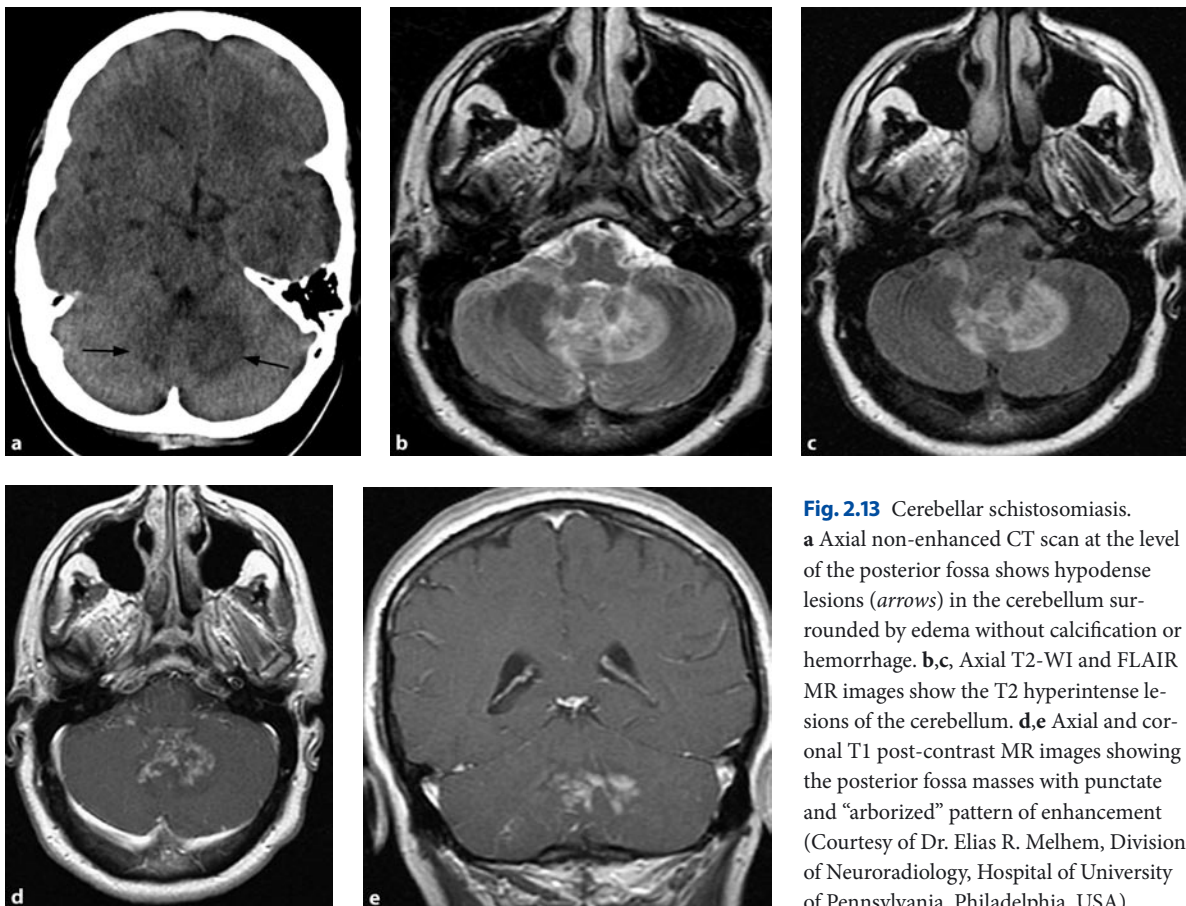 a
b
c
d
e
Fig. 2.13 Cerebellar schistosomiasis.
a Axial non-enhanced CT scan at the level
of the posterior fossa shows hypodense
lesions (arrows) in the cerebellum sur-
rounded by edema without calcification or
hemorrhage. b,c, Axial T2-WI and FLAIR
MR images show the T2 hyperintense le-
sions of the cerebellum. d,e Axial and cor-
onal T1 post-contrast MR images showing
the posterior fossa masses with punctate
and “arborized” pattern of enhancement
(Courtesy of Dr. Elias R. Melhem, Division
of Neuroradiology, Hospital of University
of Pennsylvania, Philadelphia, USA)